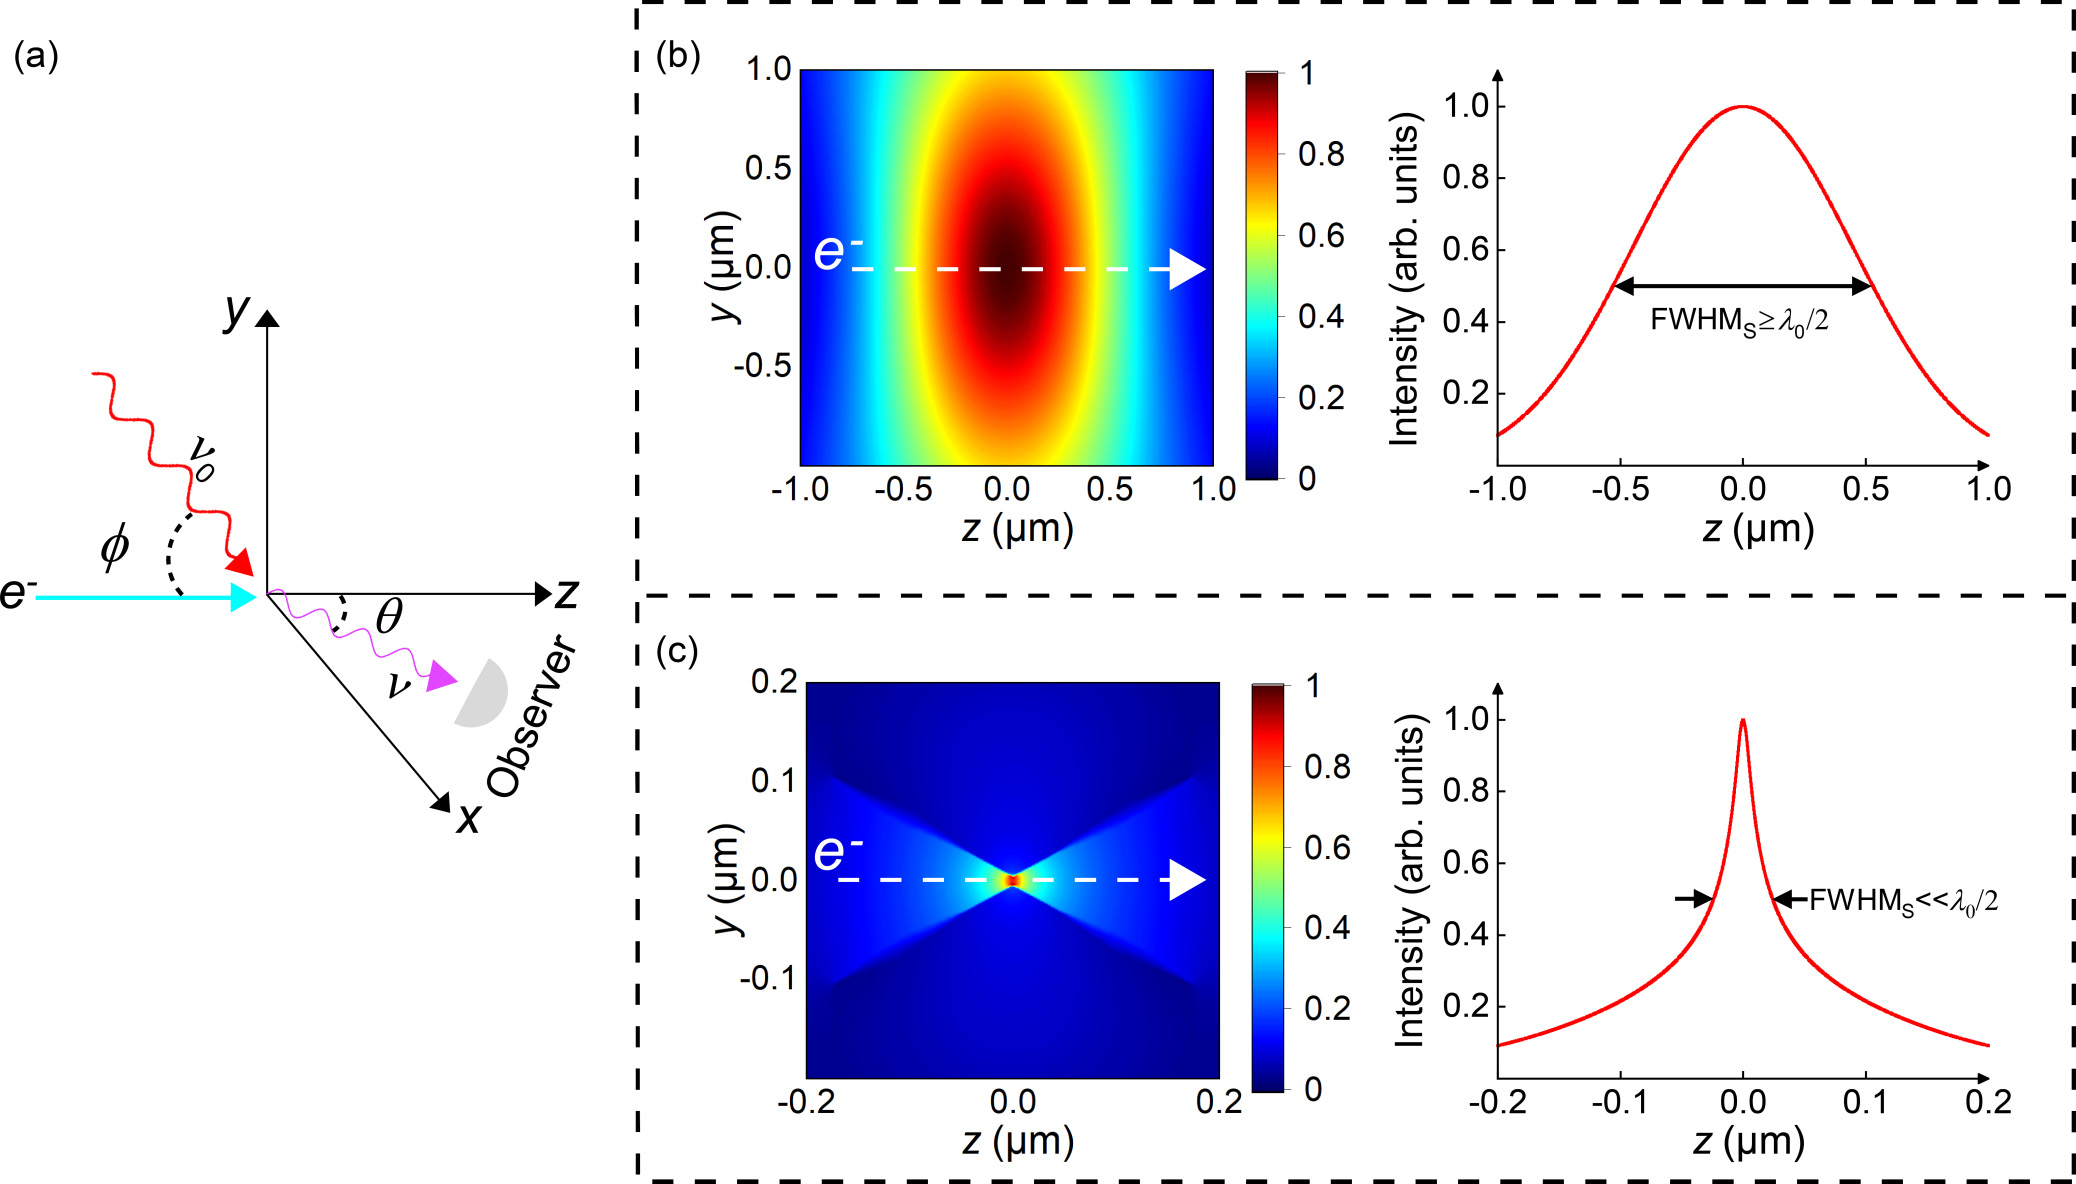 (a)
y
ν0
ϕ
e-
z
θ
ν
Observer
x
(b)
1.0
0.5
0.0
-0.5
y (μm)
e-
-1.0 -0.5 0.0 0.5 1.0
z (μm)
1
0.8
0.6
0.4
0.2
0
Intensity (arb. units)
1.0
0.8
0.6
0.4
0.2
FWHMS≥λ0/2
-1.0 -0.5 0.0 0.5 1.0
z (μm)
(c)
0.2
0.1
0.0
-0.1
y (μm)
e-
-0.2 0.0 0.2
z (μm)
1
0.8
0.6
0.4
0.2
0
Intensity (arb. units)
1.0
0.8
0.6
0.4
0.2
FWHMS<<λ0/2
-0.2 -0.1 0.0 0.1 0.2
z (μm)